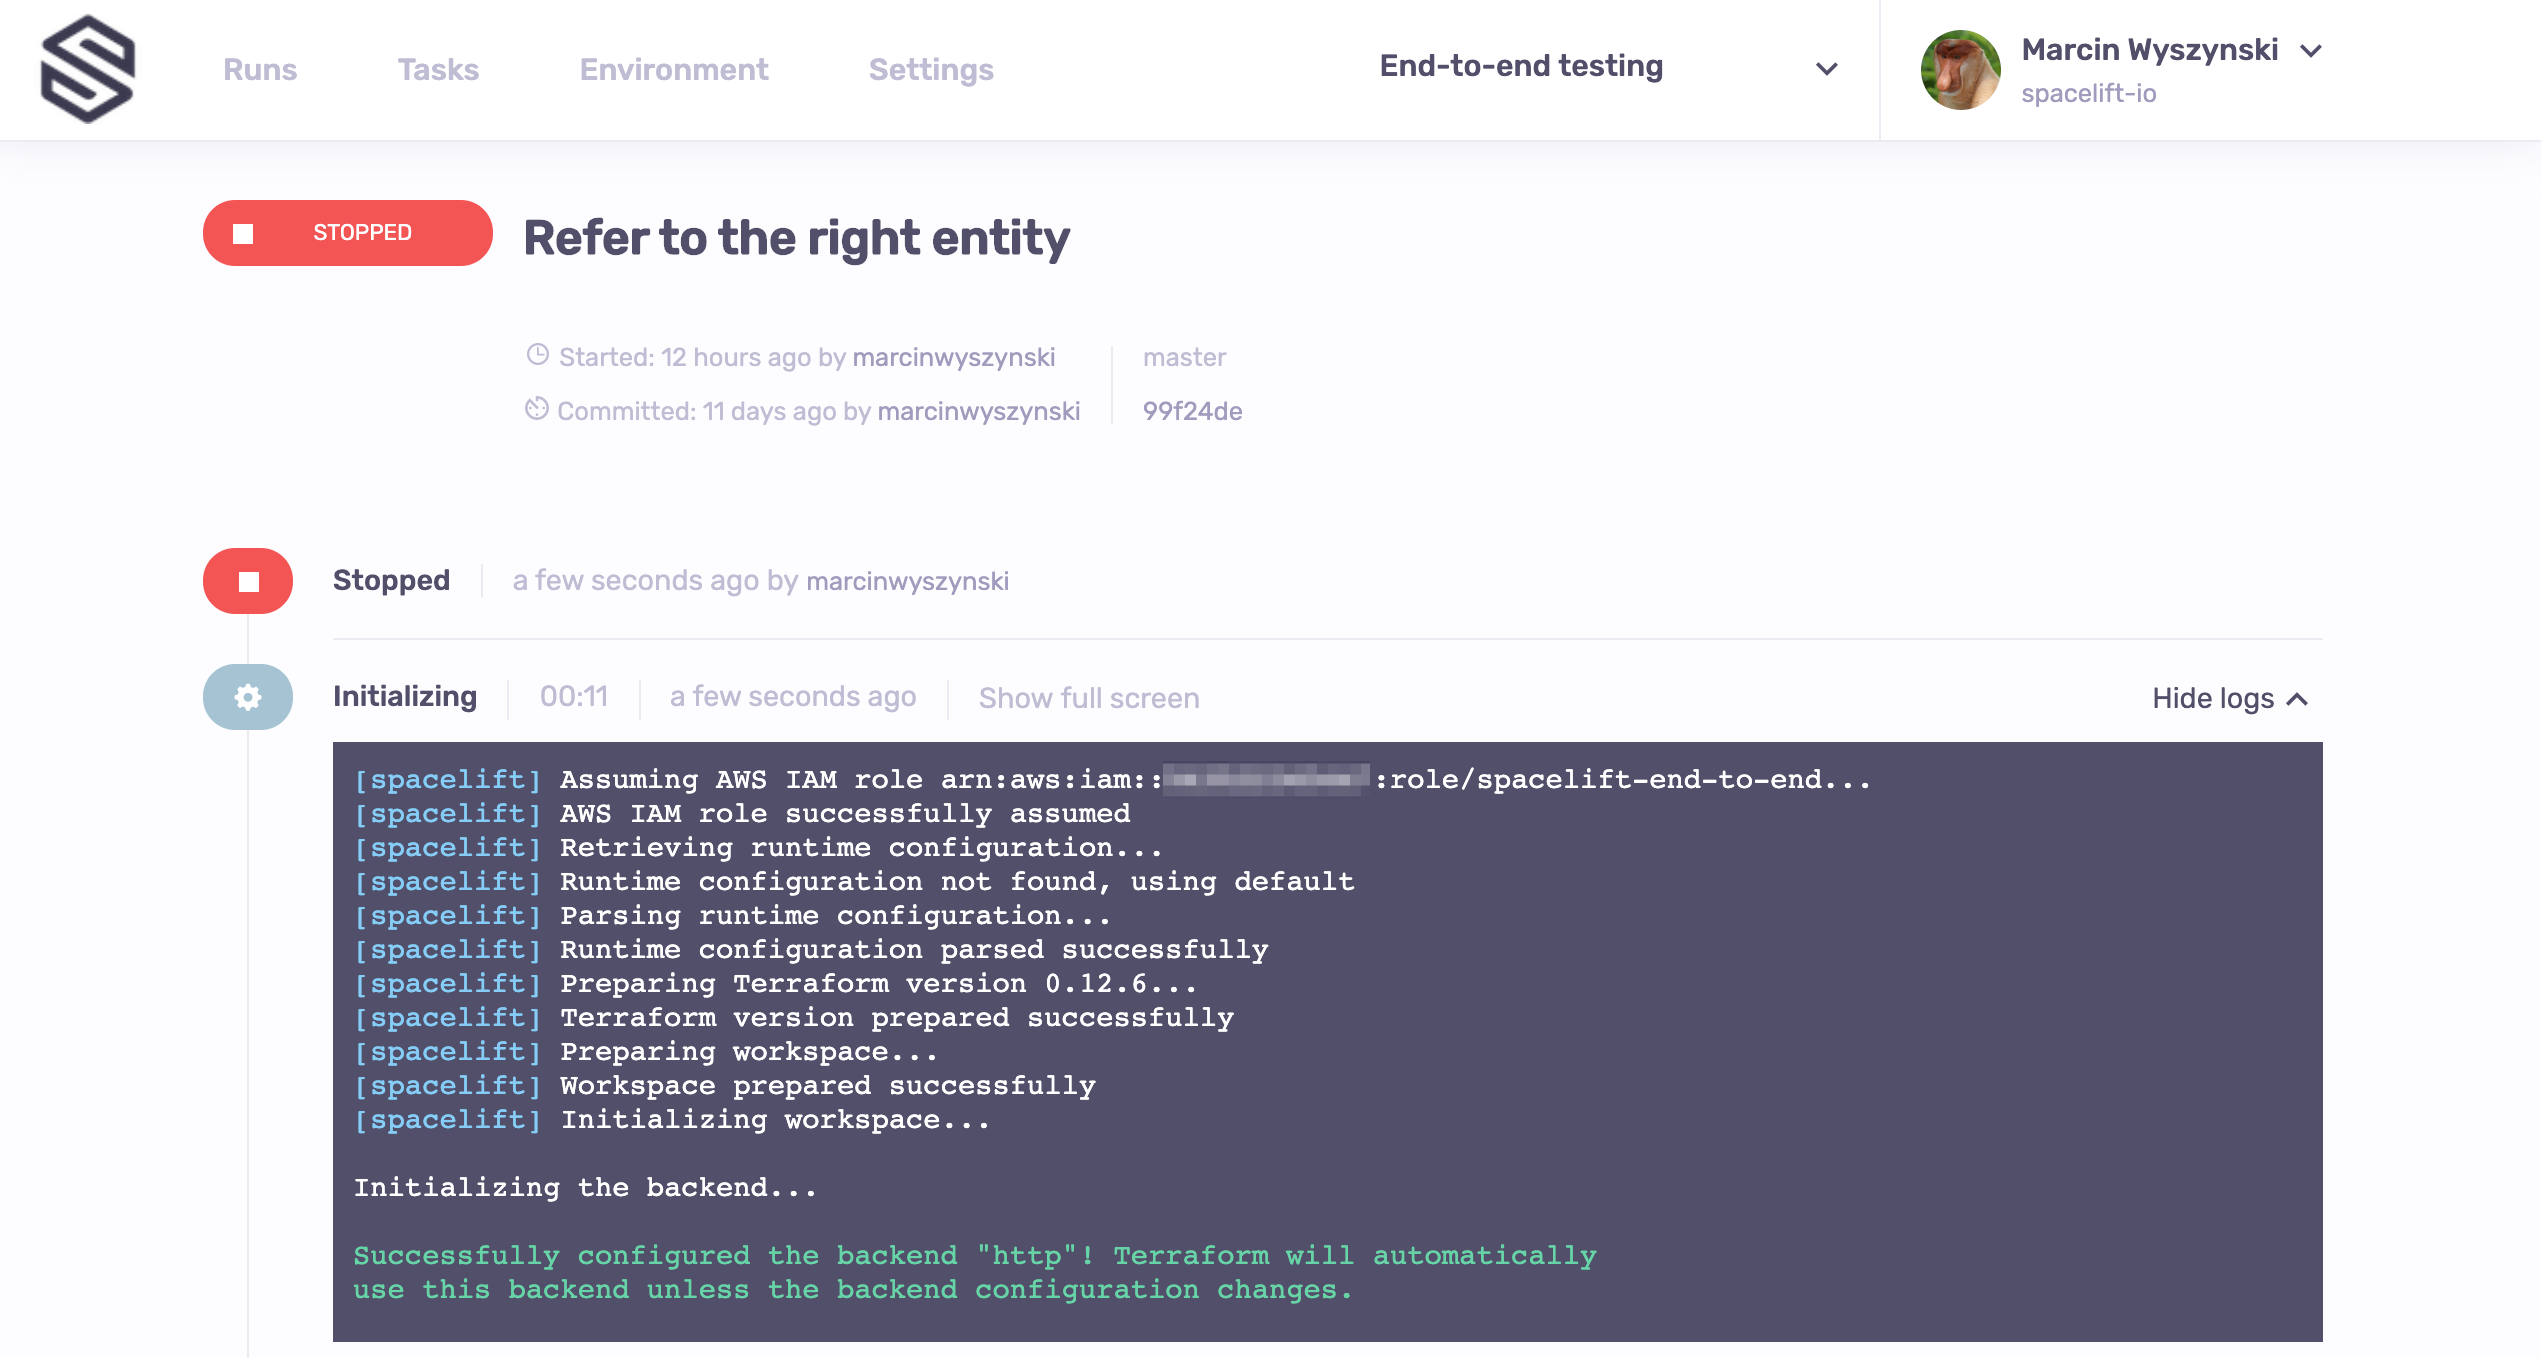 Runs Tasks Environment Settings End-to-end testing Marcin Wyszynski
spacelift-io
STOPPED Refer to the right entity
Started: 12 hours ago by marcinwyszynski master
Committed: 11 days ago by marcinwyszynski 99f24de
Stopped a few seconds ago by marcinwyszynski
Initializing 00:11 a few seconds ago Show full screen Hide logs
[spacelift] Assuming AWS IAM role arn:aws:iam:: :role/spacelift-end-to-end...
[spacelift] AWS IAM role successfully assumed
[spacelift] Retrieving runtime configuration...
[spacelift] Runtime configuration not found, using default
[spacelift] Parsing runtime configuration...
[spacelift] Runtime configuration parsed successfully
[spacelift] Preparing Terraform version 0.12.6...
[spacelift] Terraform version prepared successfully
[spacelift] Preparing workspace...
[spacelift] Workspace prepared successfully
[spacelift] Initializing workspace...
Initializing the backend...
Successfully configured the backend "http"! Terraform will automatically
use this backend unless the backend configuration changes.